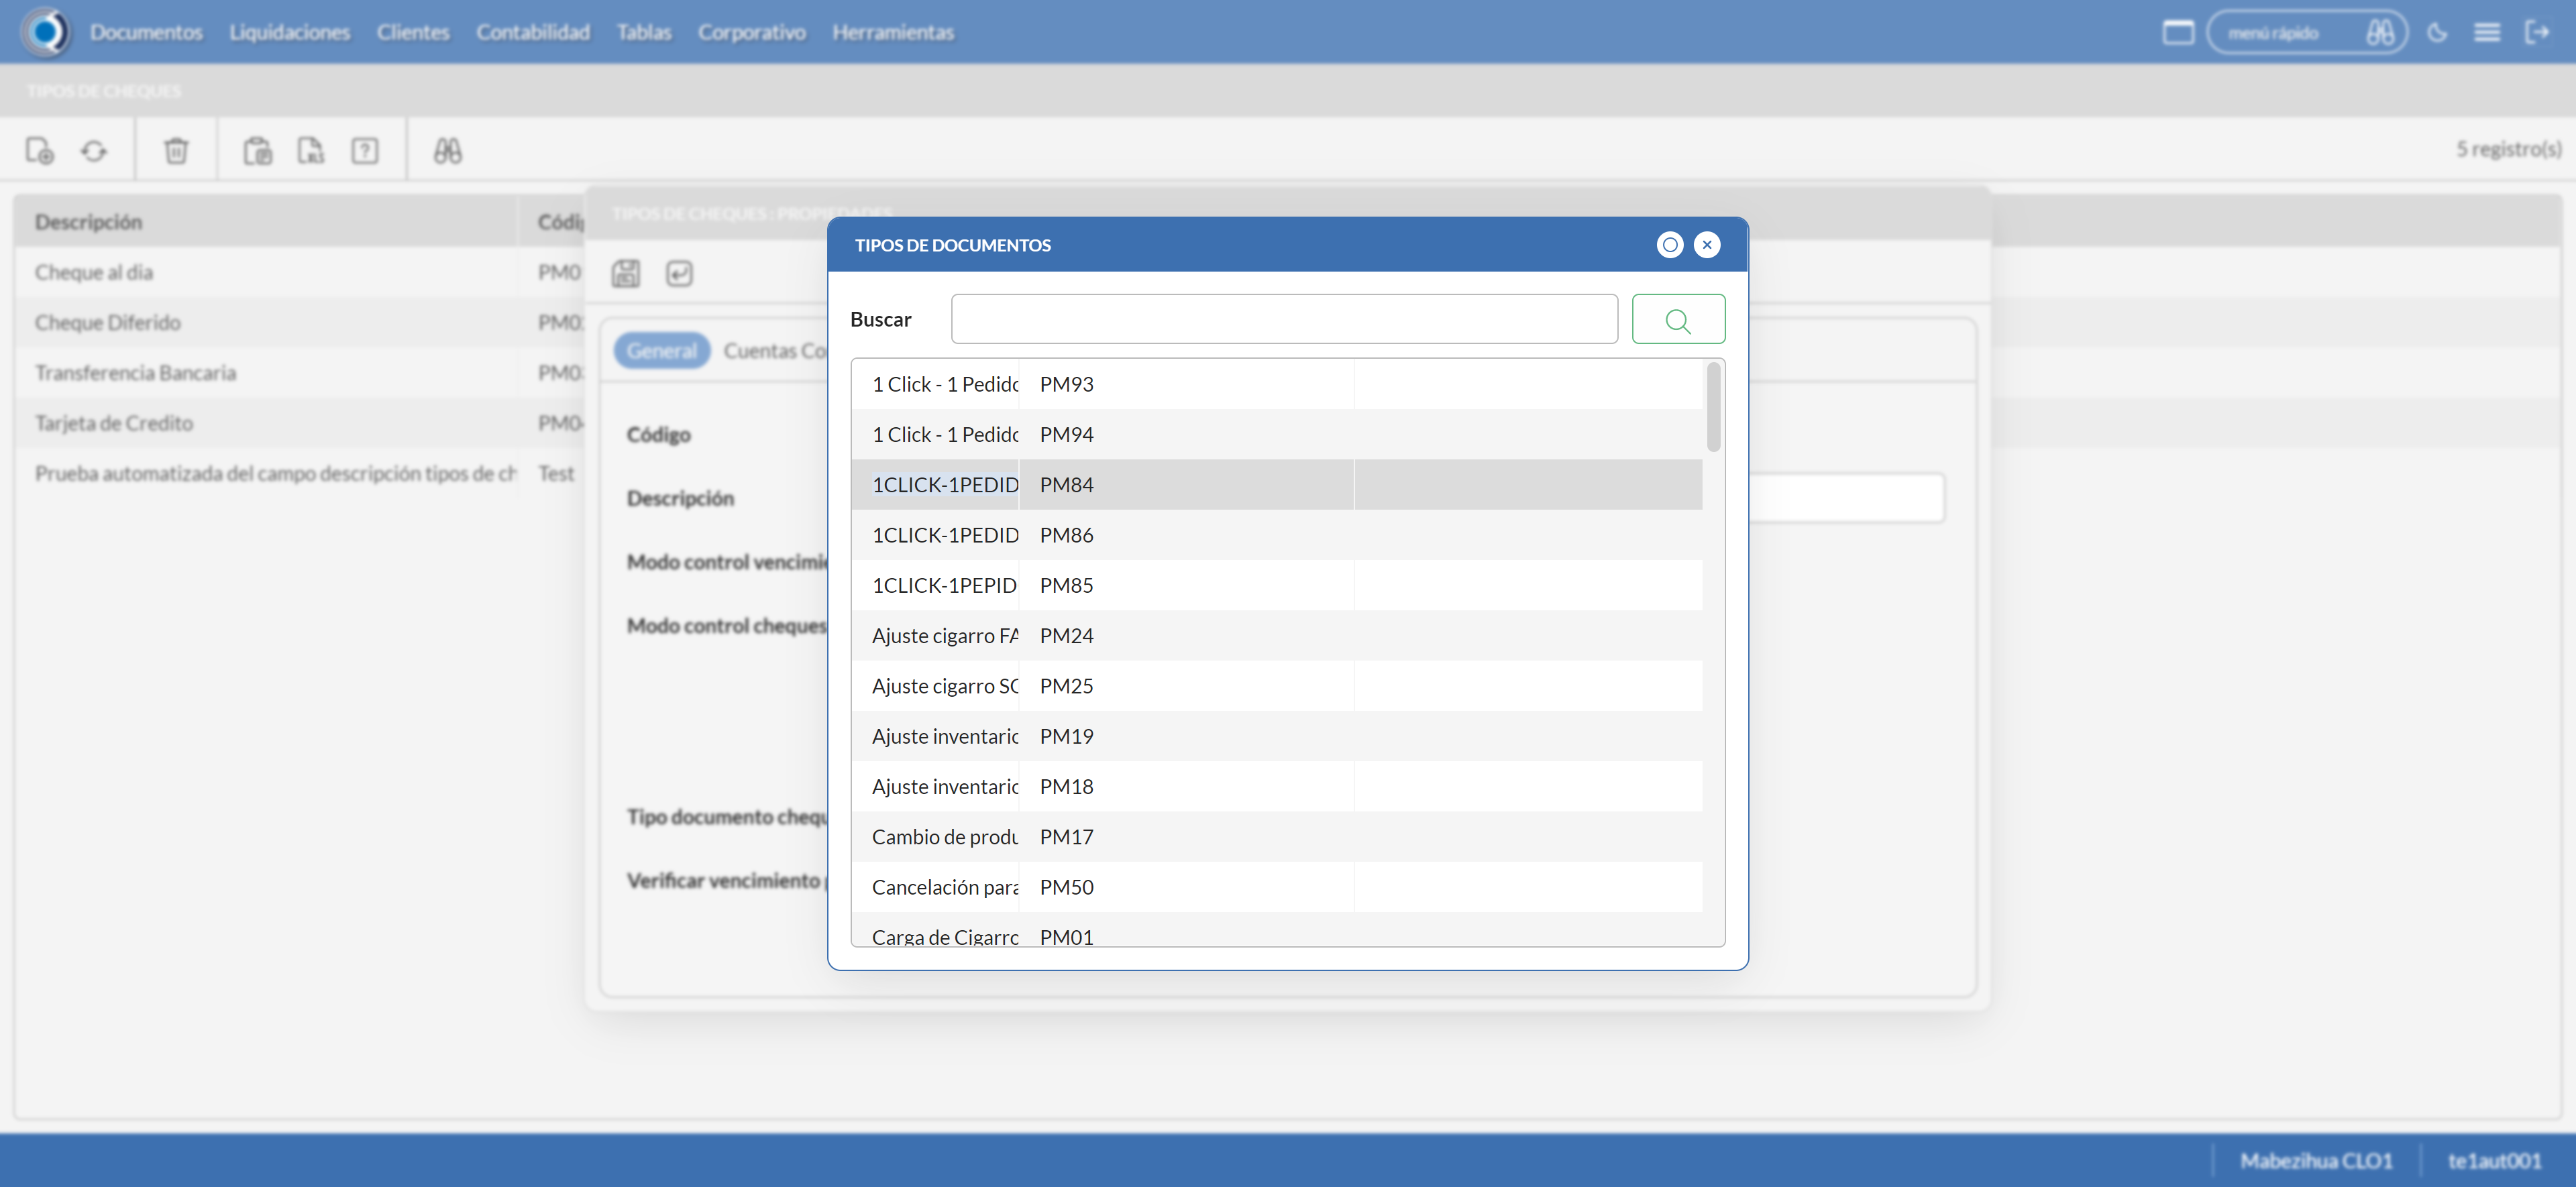 Documentos Liquidaciones Clientes Contabilidad Tablas Corporativo Herramientas menú rápido
TIPOS DE CHEQUES
5 registro(s)
Descripción Códi
Cheque al dia PM0
Cheque Diferido PM0
Transferencia Bancaria PM0
Tarjeta de Credito PM0
Prueba automatizada del campo descripción tipos de ch Test
TIPOS DE CHEQUES : PROPIEDADES
General Cuentas Co
Código
Descripción
Modo control vencimie
Modo control cheques
Tipo documento chequ
Verificar vencimiento p
TIPOS DE DOCUMENTOS
Buscar
1 Click - 1 Pedido PM93
1 Click - 1 Pedido PM94
1CLICK-1PEDID PM84
1CLICK-1PEDID PM86
1CLICK-1PEPID PM85
Ajuste cigarro FA PM24
Ajuste cigarro SC PM25
Ajuste inventario PM19
Ajuste inventario PM18
Cambio de produ PM17
Cancelación para PM50
Carga de Cigarro PM01
Mabezihua CLO1 te1aut001